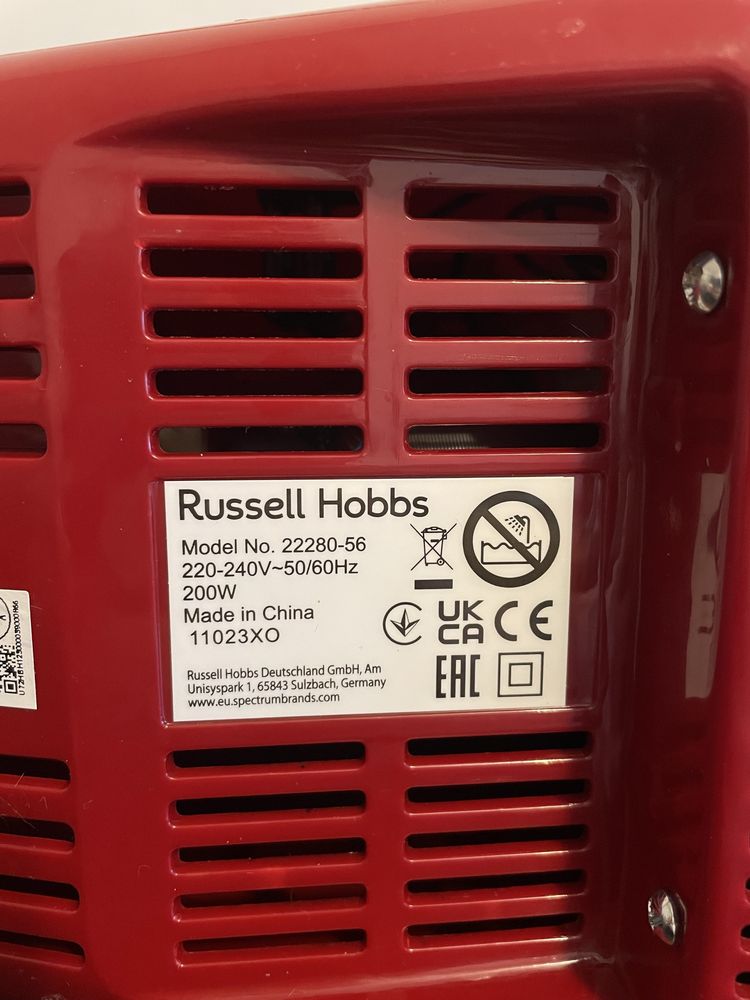 Russell Hobbs
Model No. 22280-56
220-240V~50/60Hz
200W
Made in China
11023XO
Russell Hobbs Deutschland GmbH, Am
Unisyspark 1, 65843 Sulzbach, Germany
www.eu.spectrumbrands.com
UK
CA
CE
EAC